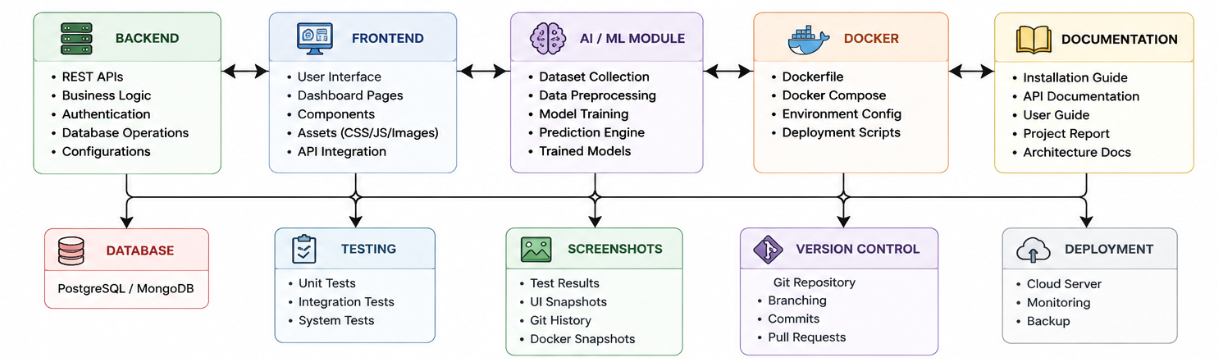 BACKEND
• REST APIs
• Business Logic
• Authentication
• Database Operations
• Configurations
FRONTEND
• User Interface
• Dashboard Pages
• Components
• Assets (CSS/JS/Images)
• API Integration
AI / ML MODULE
• Dataset Collection
• Data Preprocessing
• Model Training
• Prediction Engine
• Trained Models
DOCKER
• Dockerfile
• Docker Compose
• Environment Config
• Deployment Scripts
DOCUMENTATION
• Installation Guide
• API Documentation
• User Guide
• Project Report
• Architecture Docs
DATABASE
PostgreSQL / MongoDB
TESTING
• Unit Tests
• Integration Tests
• System Tests
SCREENSHOTS
• Test Results
• UI Snapshots
• Git History
• Docker Snapshots
VERSION CONTROL
Git Repository
• Branching
• Commits
• Pull Requests
DEPLOYMENT
• Cloud Server
• Monitoring
• Backup